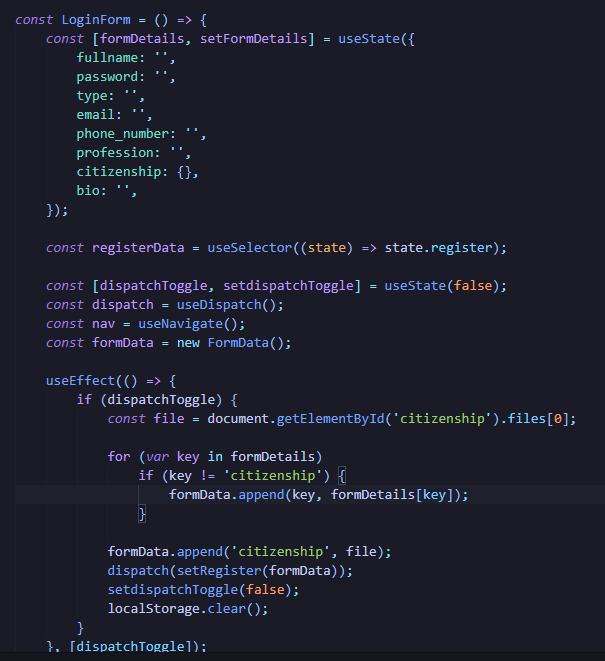 const LoginForm = () => {
    const [formDetails, setFormDetails] = useState({
        fullname: '',
        password: '',
        type: '',
        email: '',
        phone_number: '',
        profession: '',
        citizenship: {},
        bio: '',
    });
    const registerData = useSelector((state) => state.register);
    const [dispatchToggle, setdispatchToggle] = useState(false);
    const dispatch = useDispatch();
    const nav = useNavigate();
    const formData = new FormData();
    useEffect(() => {
        if (dispatchToggle) {
            const file = document.getElementById('citizenship').files[0];
            for (var key in formDetails)
                if (key != 'citizenship') {
                    formData.append(key, formDetails[key]);
                }
            formData.append('citizenship', file);
            dispatch(setRegister(formData));
            setdispatchToggle(false);
            localStorage.clear();
        }
    }, [dispatchToggle]);